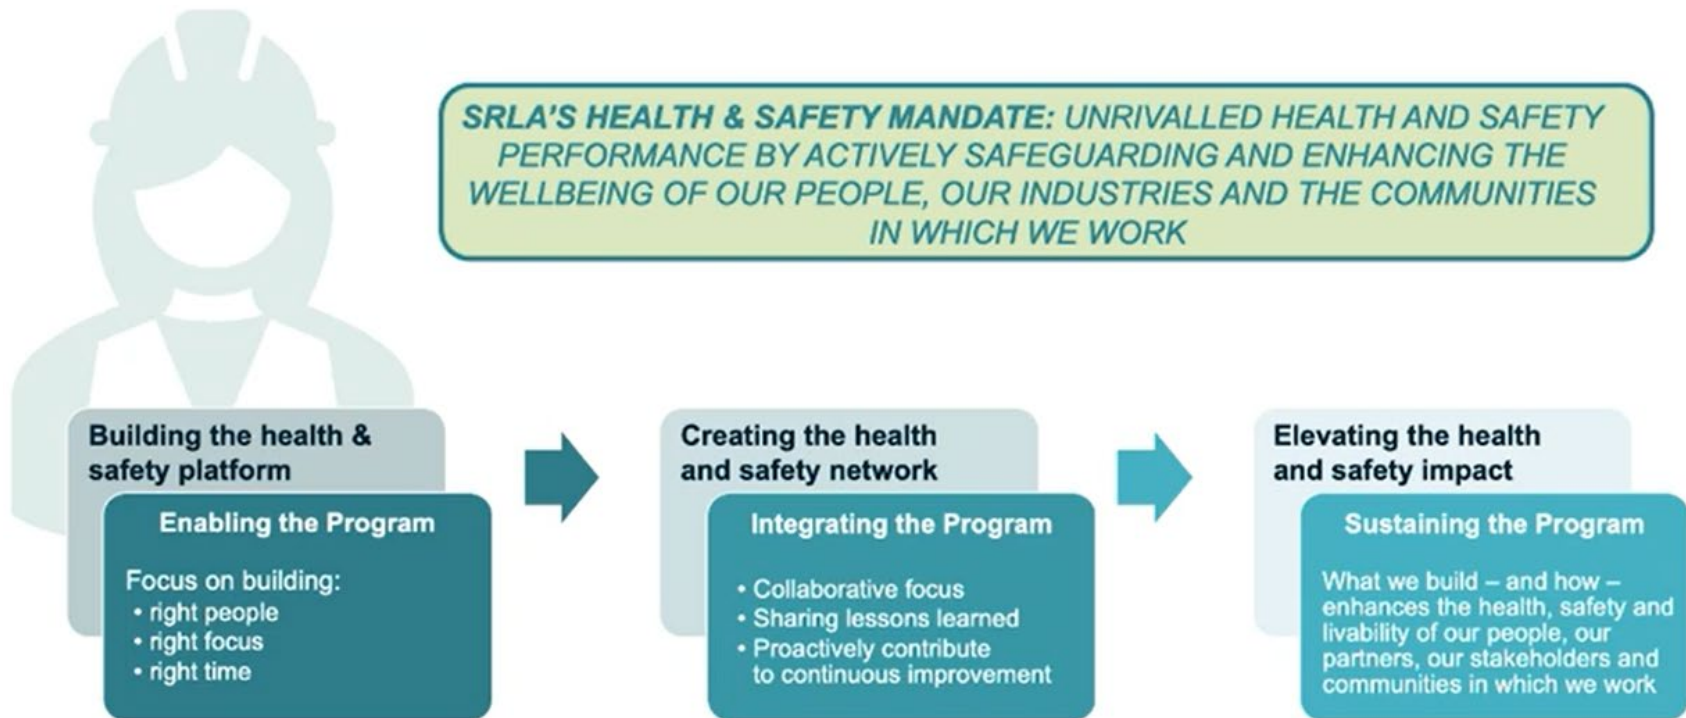 SRLA'S HEALTH & SAFETY MANDATE: UNRIVALLED HEALTH AND SAFETY
PERFORMANCE BY ACTIVELY SAFEGUARDING AND ENHANCING THE
WELLBEING OF OUR PEOPLE, OUR INDUSTRIES AND THE COMMUNITIES
IN WHICH WE WORK
Building the health &
safety platform
Enabling the Program
Focus on building:
• right people
• right focus
• right time
Creating the health
and safety network
Integrating the Program
• Collaborative focus
• Sharing lessons learned
• Proactively contribute
to continuous improvement
Elevating the health
and safety impact
Sustaining the Program
What we build – and how –
enhances the health, safety and
livability of our people, our
partners, our stakeholders and
communities in which we work